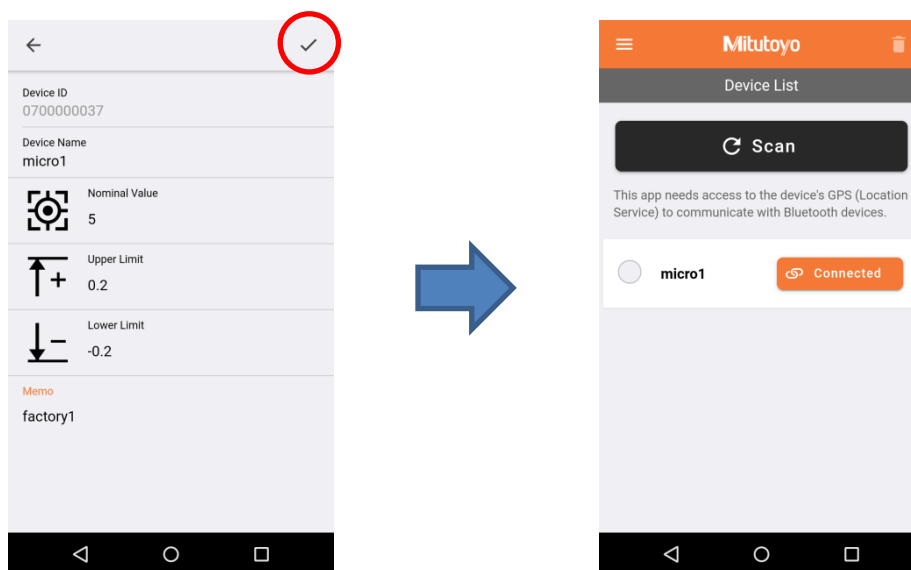 Device ID
0700000037
Device Name
micro1
Nominal Value
5
Upper Limit
0.2
Lower Limit
-0.2
Memo
factory1
Mitutoyo
Device List
Scan
This app needs access to the device's GPS (Location
Service) to communicate with Bluetooth devices.
micro1
Connected